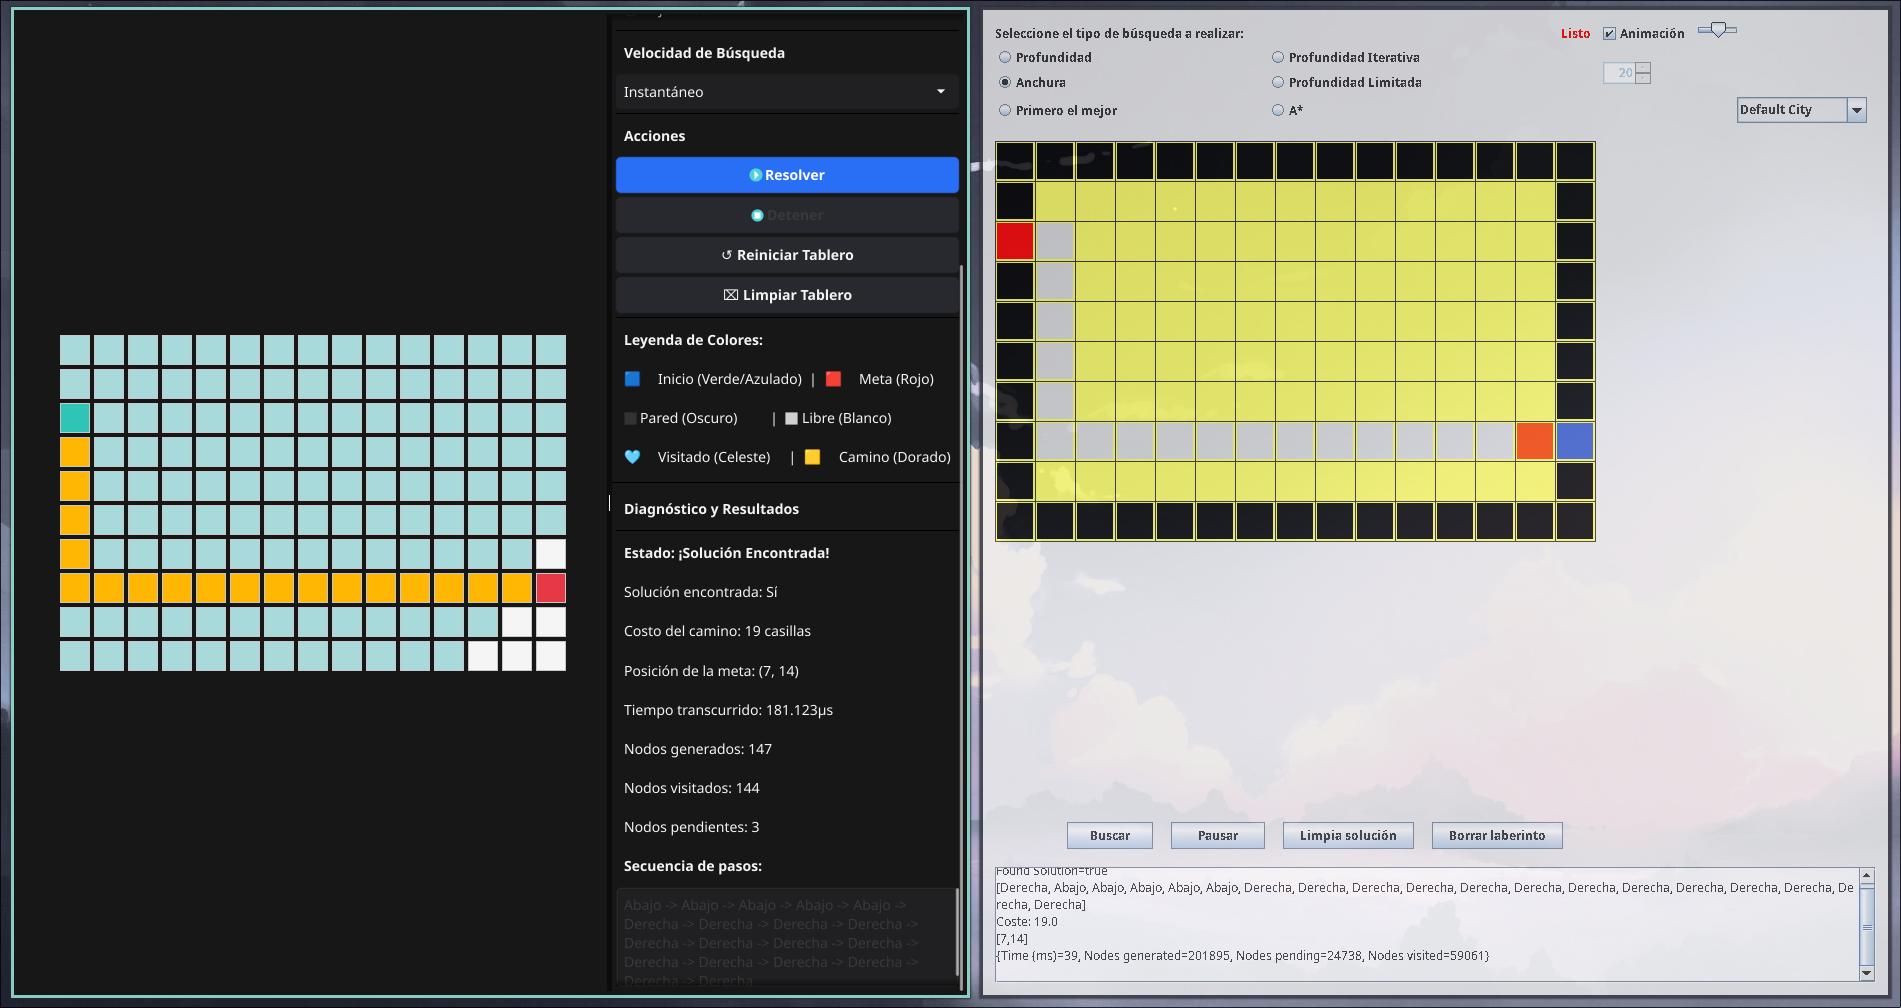 Velocidad de Búsqueda
Instantáneo
Acciones
Resolver
Detener
↺ Reiniciar Tablero
⌧ Limpiar Tablero
Leyenda de Colores:
Inicio (Verde/Azulado) | Meta (Rojo)
Pared (Oscuro) | Libre (Blanco)
Visitado (Celeste) | Camino (Dorado)
Diagnóstico y Resultados
Estado: ¡Solución Encontrada!
Solución encontrada: Sí
Costo del camino: 19 casillas
Posición de la meta: (7, 14)
Tiempo transcurrido: 181.123µs
Nodos generados: 147
Nodos visitados: 144
Nodos pendientes: 3
Secuencia de pasos:
Abajo -> Abajo -> Abajo -> Abajo -> Abajo ->
Derecha -> Derecha -> Derecha -> Derecha ->
Derecha -> Derecha -> Derecha -> Derecha ->
Derecha -> Derecha -> Derecha -> Derecha ->
Derecha -> Derecha
Seleccione el tipo de búsqueda a realizar:
Listo
Animación
Profundidad
Profundidad Iterativa
20
Anchura
Profundidad Limitada
Primero el mejor
A*
Default City
Buscar
Pausar
Limpia solución
Borrar laberinto
Found Solution=true
[Derecha, Abajo, Abajo, Abajo, Abajo, Abajo, Derecha, Derecha, Derecha, Derecha, Derecha, Derecha, Derecha, Derecha, Derecha, Derecha, Derecha, De
recha, Derecha]
Coste: 19.0
[7,14]
{Time (ms)=39, Nodes generated=201895, Nodes pending=24738, Nodes visited=59061}